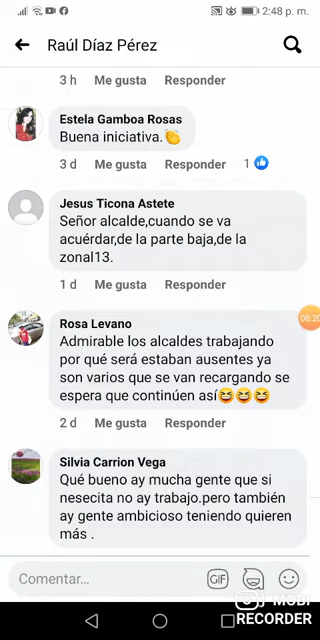 2:48 p. m.
Raúl Díaz Pérez
3 h Me gusta Responder
Estela Gamboa Rosas
Buena iniciativa.👏
3 d Me gusta Responder 1
Jesus Ticona Astete
Señor alcalde,cuando se va
acuérdar,de la parte baja,de la
zonal13.
1 d Me gusta Responder
08:20
Rosa Levano
Admirable los alcaldes trabajando
por qué será estaban ausentes ya
son varios que se van recargando se
espera que continúen así😆😆😆
2 d Me gusta Responder
Silvia Carrion Vega
Qué bueno ay mucha gente que si
nesecita no ay trabajo.pero también
ay gente ambicioso teniendo quieren
más .
Comentar...
GIF
MOBI
RECORDER